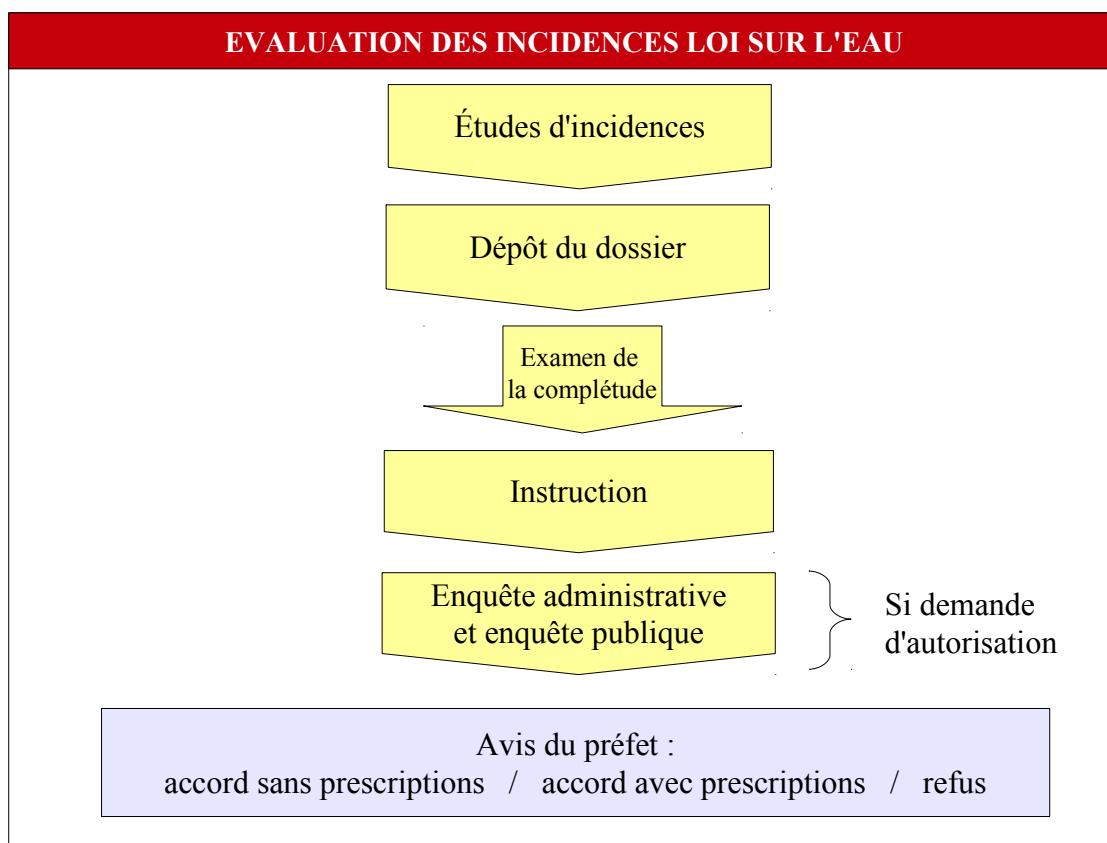 EVALUATION DES INCIDENCES LOI SUR L'EAU
Études d'incidences
Dépôt du dossier
Examen de
la complétude
Instruction
Enquête administrative
et enquête publique
Si demande
d'autorisation
Avis du préfet :
accord sans prescriptions / accord avec prescriptions / refus